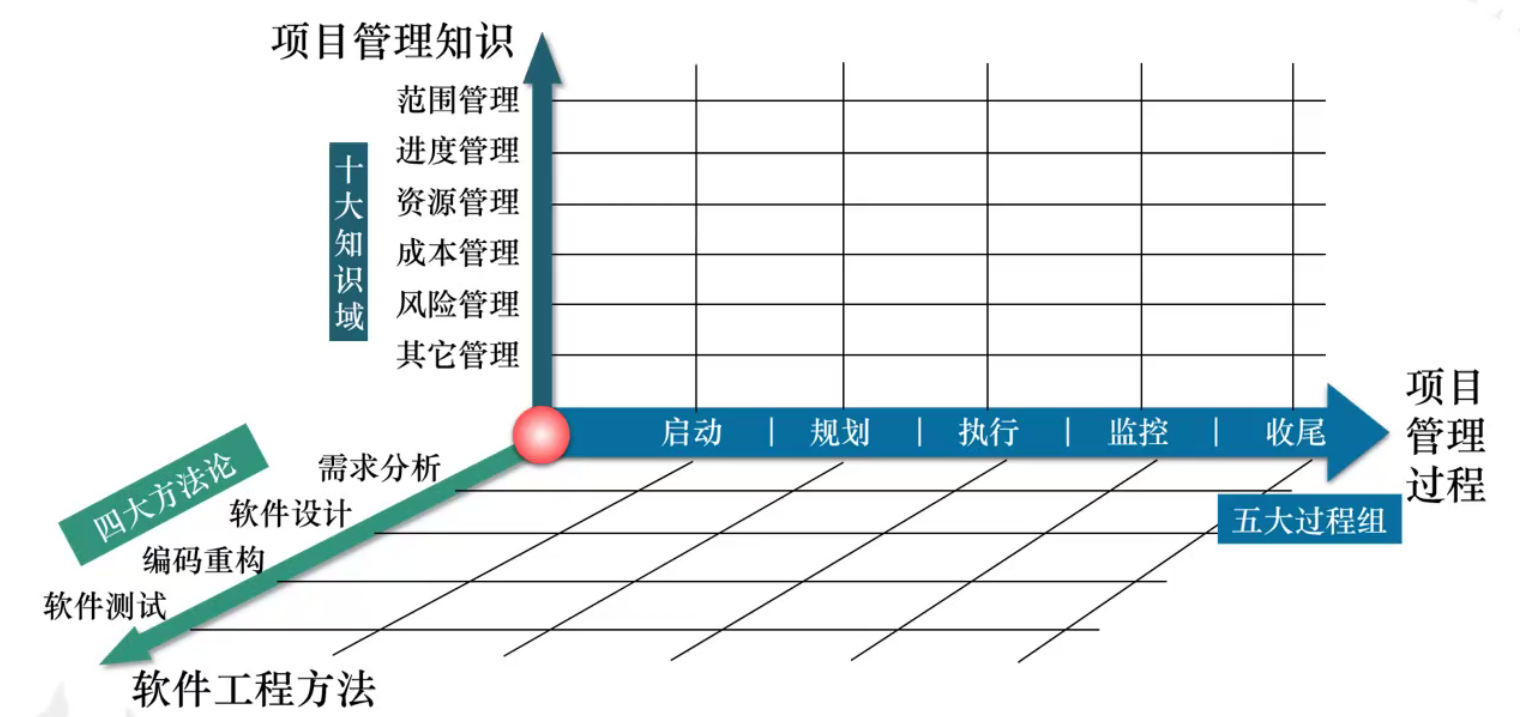 项目管理知识
范围管理
进度管理
资源管理
成本管理
风险管理
其它管理
十大知识域
启动 | 规划 | 执行 | 监控 | 收尾
项目
管理
过程
五大过程组
四大方法论
需求分析
软件设计
编码重构
软件测试
软件工程方法